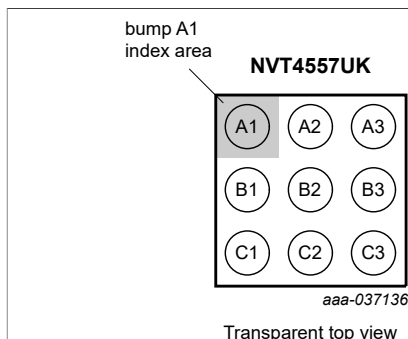 bump A1
index area
NVT4557UK
A1 A2 A3
B1 B2 B3
C1 C2 C3
aaa-037136
Transparent top view